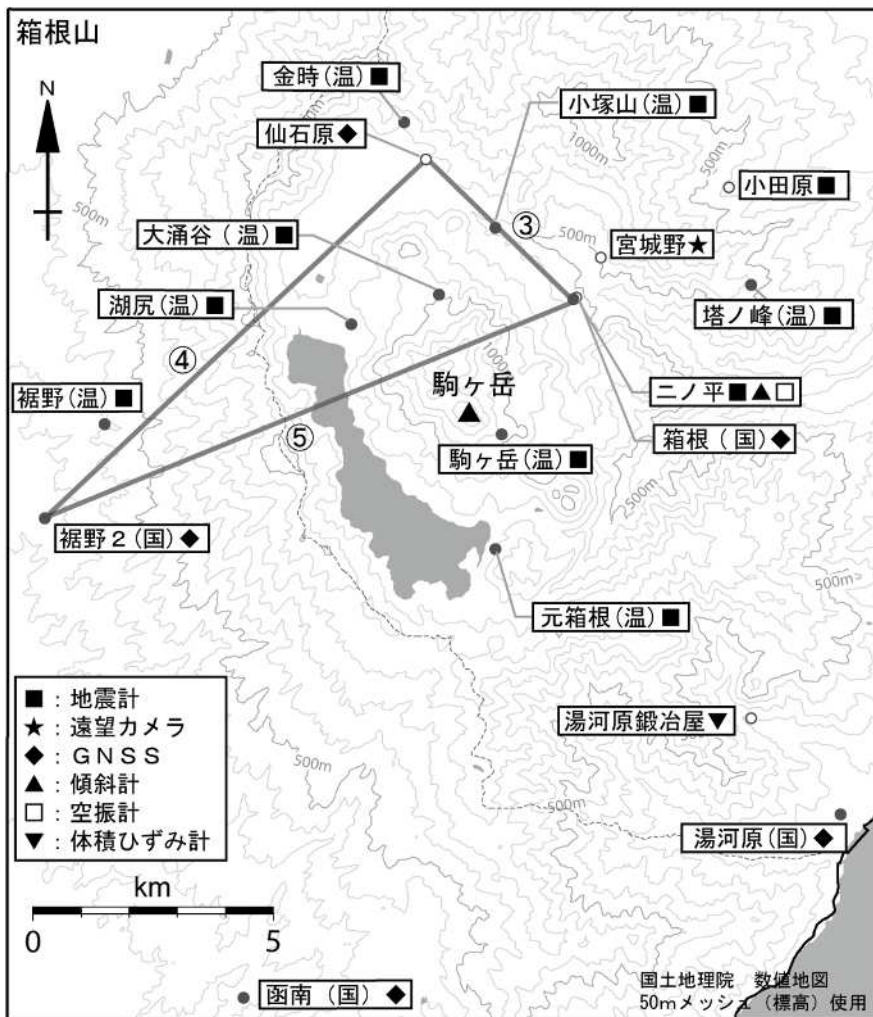 箱根山
N
金時(温)■
小塚山(温)■
仙石原◆
1000m
500m
小田原■
500m
大涌谷(温)■
③
500m
宮城野★
湖尻(温)■
塔ノ峰(温)■
④
1000m
駒ヶ岳
▲
二ノ平■▲□
裾野(温)■
⑤
箱根(国)◆
駒ヶ岳(温)■
500m
裾野2(国)◆
500m
元箱根(温)■
■:地震計
★:遠望カメラ
◆:GNSS
▲:傾斜計
□:空振計
▼:体積ひずみ計
湯河原鍛冶屋▼
500m
500m
500m
湯河原(国)◆
km
0 5
函南(国)◆
国土地理院 数値地図
50mメッシュ(標高)使用